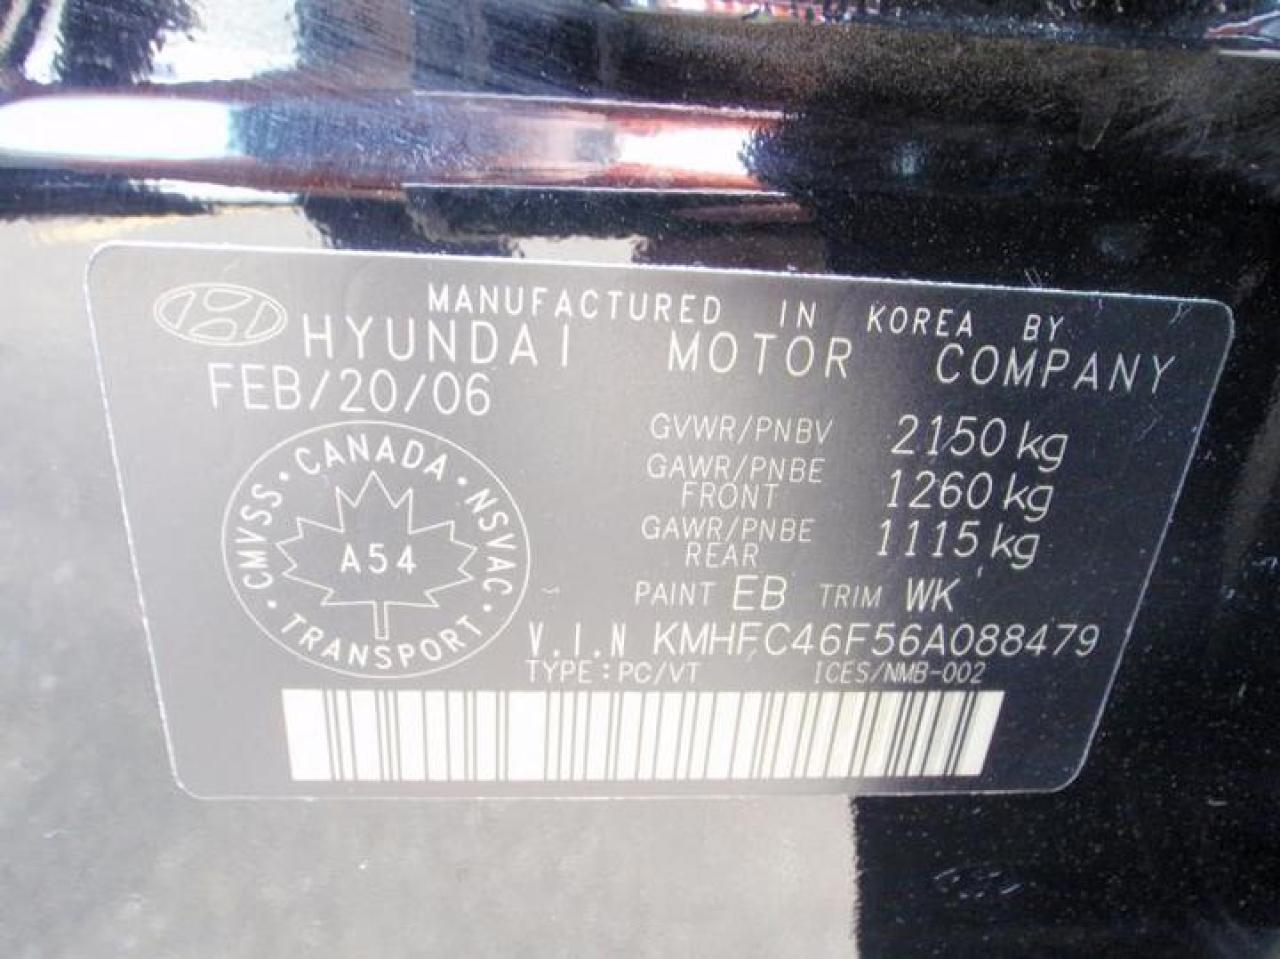 MANUFACTURED IN KOREA BY
HYUNDAI MOTOR COMPANY
FEB/20/06
GVWR/PNBV 2150 kg
GAWR/PNBE FRONT 1260 kg
GAWR/PNBE REAR 1115 kg
PAINT EB TRIM WK
V.I.N KMHFC46F56A088479
TYPE:PC/VT ICES/NMB-002
CMVSS · CANADA · NSVAC · TRANSPORT ·
A54